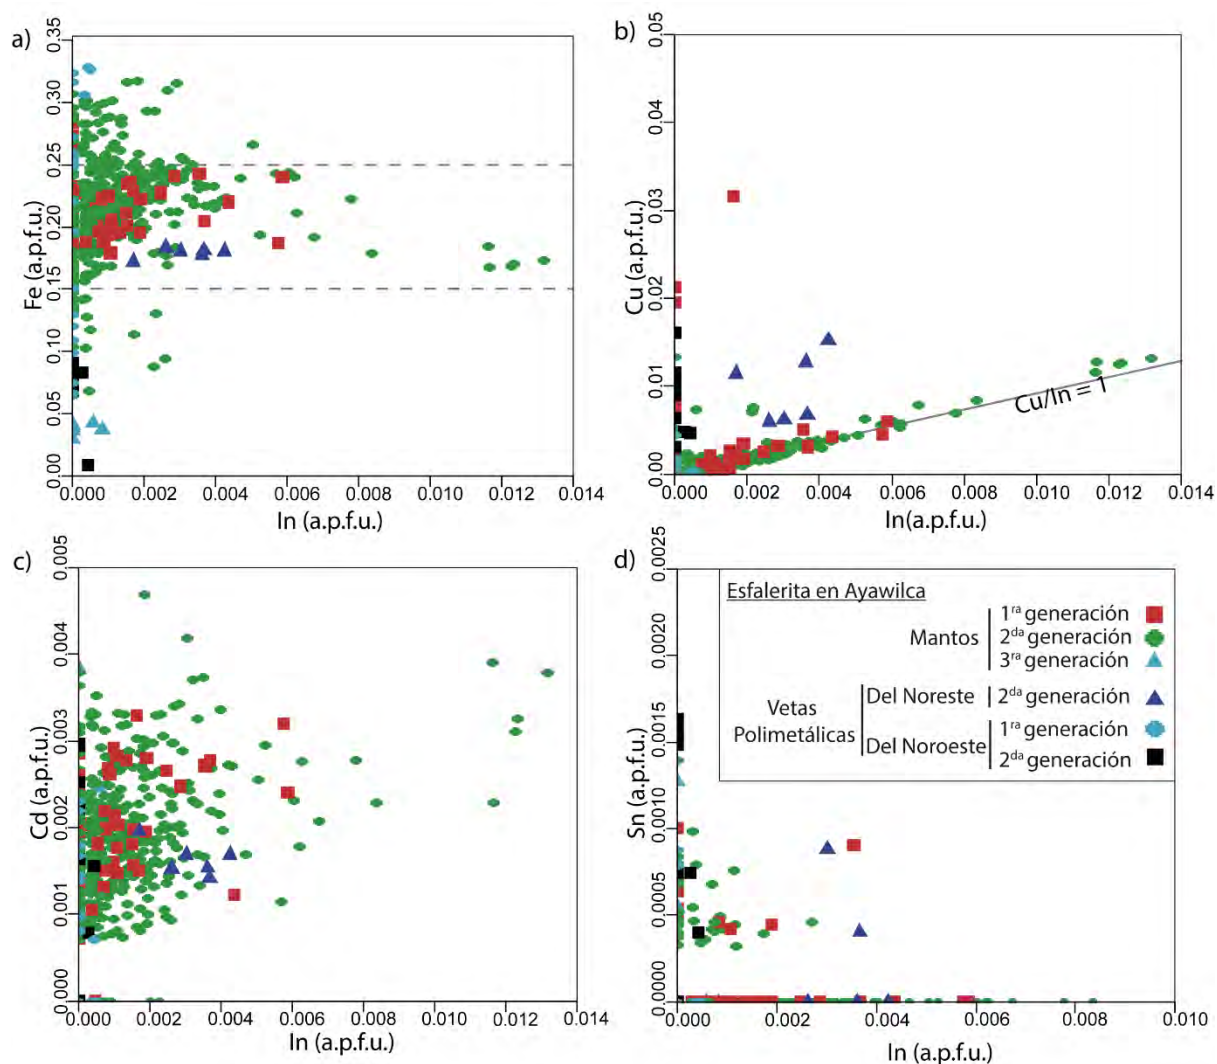 a)
0.35
0.30
0.25
0.20
0.15
0.10
0.05
0.00
Fe (a.p.f.u.)
0.000 0.002 0.004 0.006 0.008 0.010 0.012 0.014
In (a.p.f.u.)
b)
0.05
0.04
0.03
0.02
0.01
0.00
Cu (a.p.f.u.)
Cu/In = 1
0.000 0.002 0.004 0.006 0.008 0.010 0.012 0.014
In(a.p.f.u.)
c)
0.005
0.004
0.003
0.002
0.001
0.000
Cd (a.p.f.u.)
0.000 0.002 0.004 0.006 0.008 0.010 0.012 0.014
In (a.p.f.u.)
d)
0.0025
0.0020
0.0015
0.0010
0.0005
0.0000
Sn (a.p.f.u.)
Esfalerita en Ayawilca
Mantos
1ra generación
2da generación
3ra generación
Vetas
Polimetálicas
Del Noreste
2da generación
Del Noroeste
1ra generación
2da generación
0.000 0.002 0.004 0.006 0.008 0.010
In (a.p.f.u.)